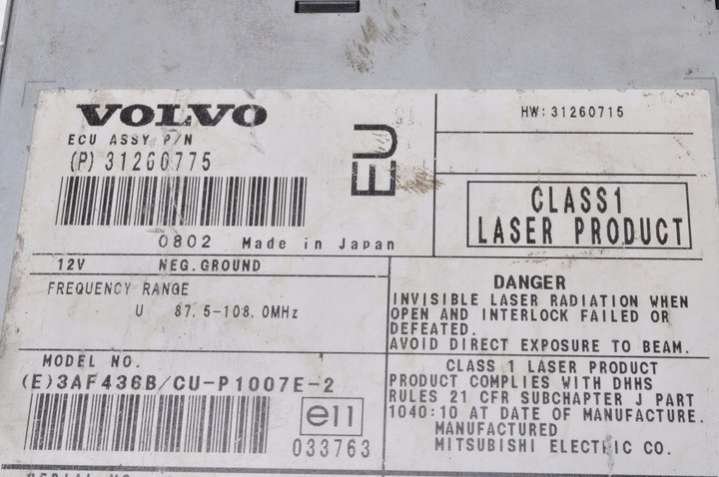 VOLVO
ECU ASSY P/N
(P) 31260775
EU
0802 Made in Japan
HW: 31260715
CLASS1
LASER PRODUCT
12V NEG. GROUND
FREQUENCY RANGE
U 87.5-108.0MHz
DANGER
INVISIBLE LASER RADIATION WHEN
OPEN AND INTERLOCK FAILED OR
DEFEATED.
AVOID DIRECT EXPOSURE TO BEAM.
MODEL NO.
(E)3AF436B/CU-P1007E-2
e11
033763
CLASS 1 LASER PRODUCT
PRODUCT COMPLIES WITH DHHS
RULES 21 CFR SUBCHAPTER J PART
1040:10 AT DATE OF MANUFACTURE.
MANUFACTURED
MITSUBISHI ELECTRIC CO.